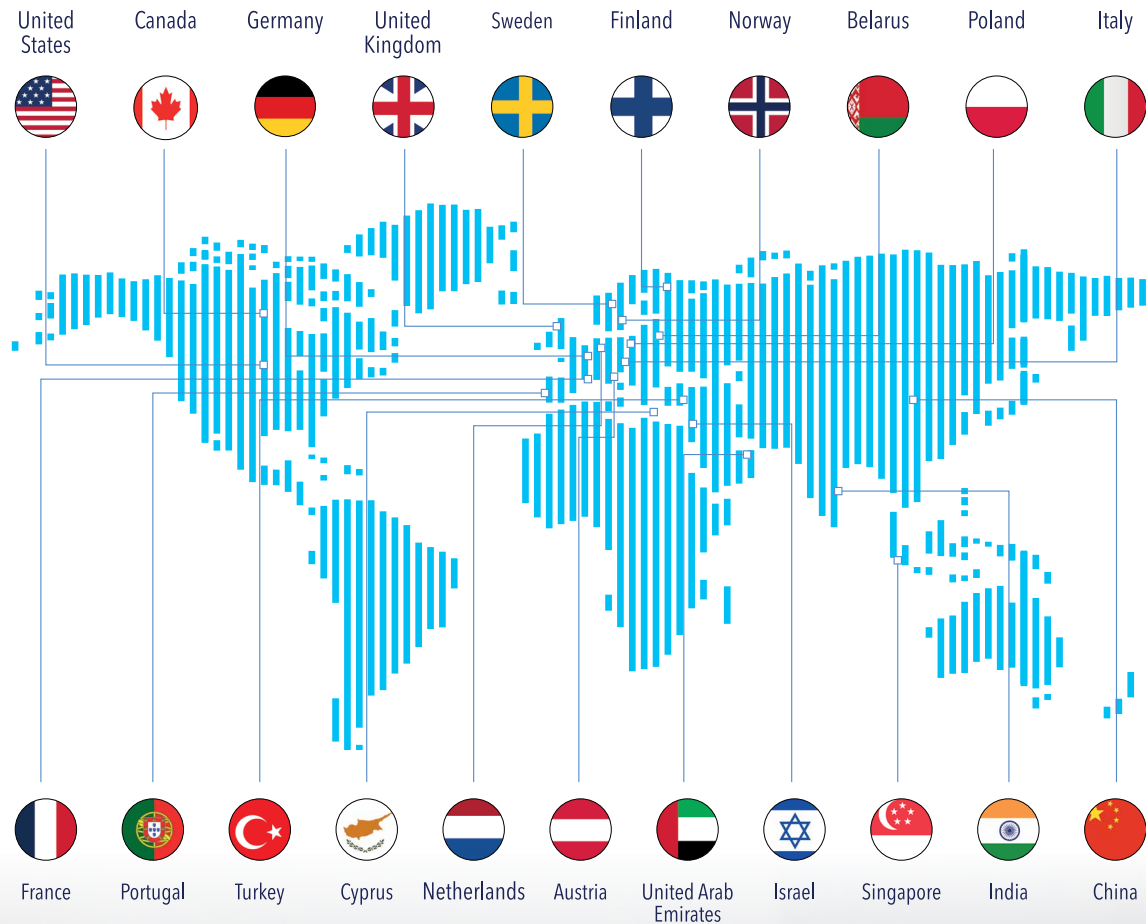 United
States
Canada
Germany
United
Kingdom
Sweden
Finland
Norway
Belarus
Poland
Italy
France
Portugal
Turkey
Cyprus
Netherlands
Austria
United Arab
Emirates
Israel
Singapore
India
China